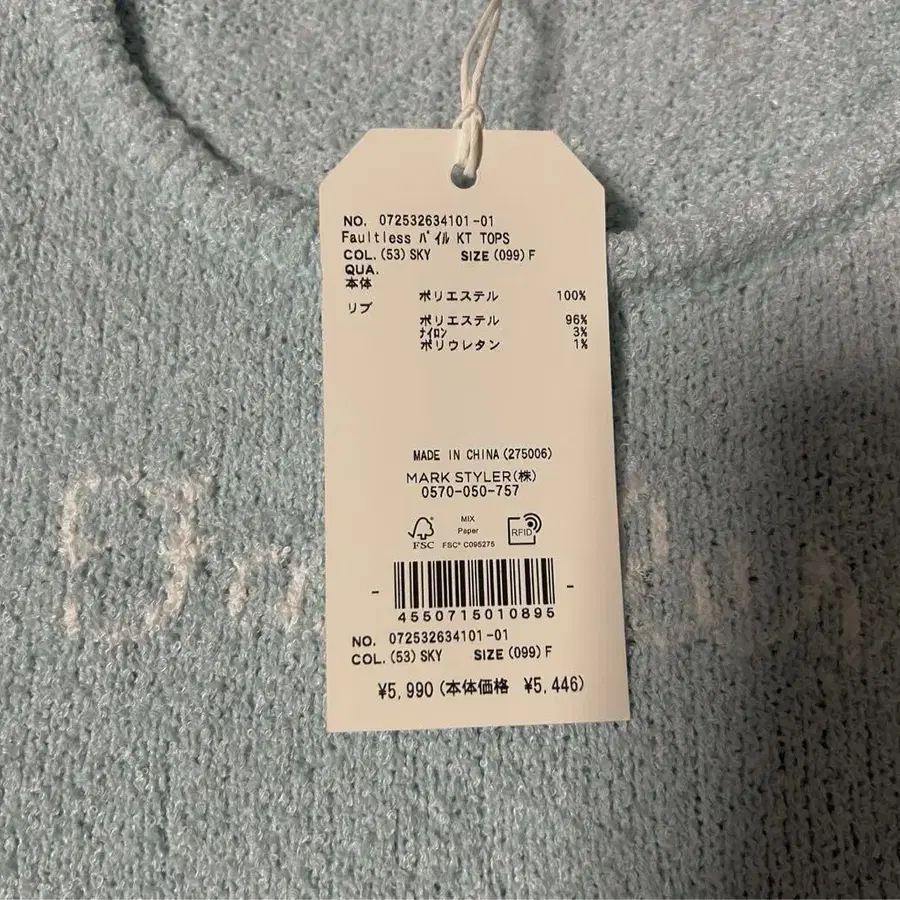 NO. 072532634101-01
Faultless パイル KT TOPS
COL. (53) SKY SIZE (099) F
QUA.
本体
ポリエステル 100%
リブ
ポリエステル 96%
ナイロン 3%
ポリウレタン 1%
MADE IN CHINA (275006)
MARK STYLER(株)
0570-050-757
FSC
MIX
Paper
FSC® C095275
RFID
4550715010895
NO. 072532634101-01
COL. (53) SKY SIZE (099) F
¥5,990 (本体価格 ¥5,446)